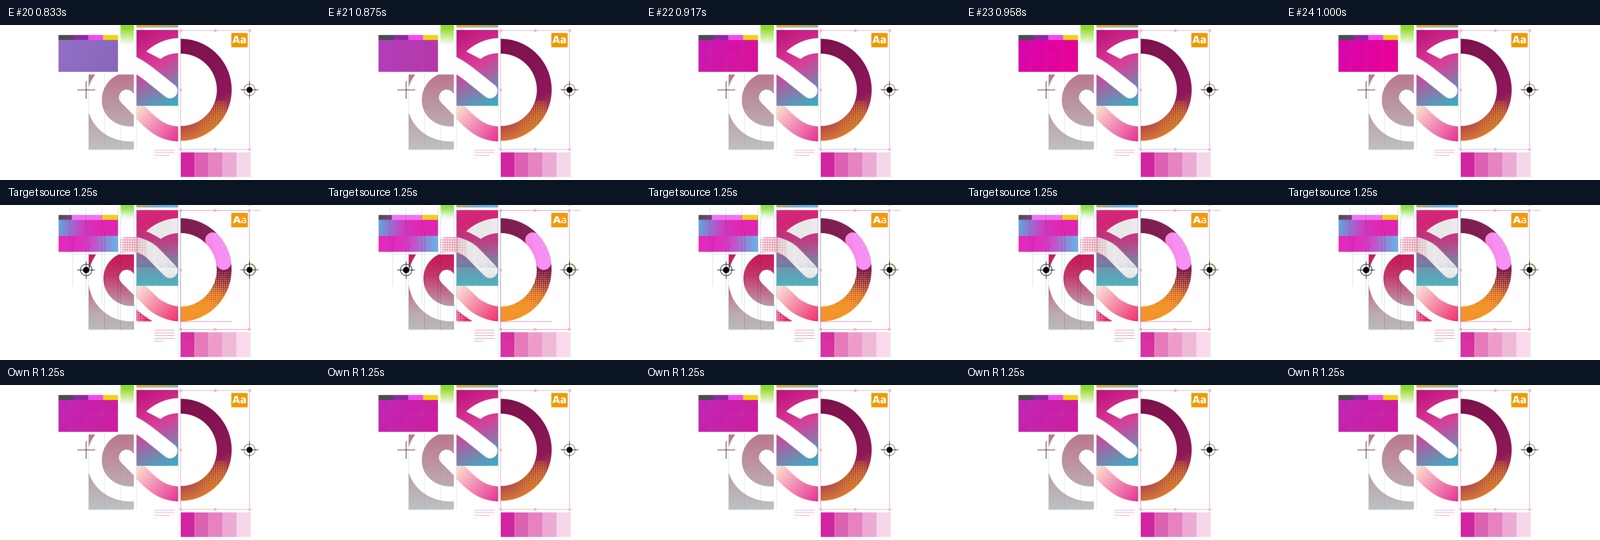 E #20 0.833s
E #21 0.875s
E #22 0.917s
E #23 0.958s
E #24 1.000s
Aa
Aa
Aa
Aa
Aa
Target source 1.25s
Target source 1.25s
Target source 1.25s
Target source 1.25s
Target source 1.25s
Aa
Aa
Aa
Aa
Aa
Own R 1.25s
Own R 1.25s
Own R 1.25s
Own R 1.25s
Own R 1.25s
Aa
Aa
Aa
Aa
Aa